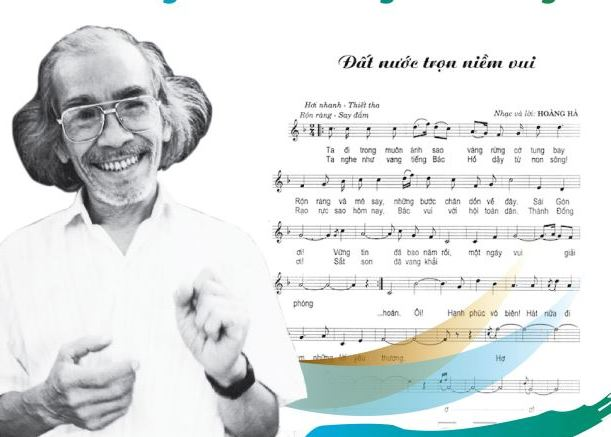 Đất nước trọn niềm vui
Hơi nhanh - Thiết tha
Rộn ràng - Say đắm
Nhạc và lời: HOÀNG HÀ
Ta đi trong muôn ánh sao vàng rừng cờ tung bay
Ta nghe như vang tiếng Bác Hồ dậy từ non sông!
Rộn ràng và mê say, những bước chân dồn về đây. Sài Gòn
Rạo rực sao hôm nay, Bác vui với hội toàn dân. Thành Đồng
ơi! Vững tin đã bao năm rồi, một ngày vui giải
ơi! Sắt son đã vang khải
phóng
...hoàn. Ôi! Hạnh phúc vô biên! Hát nữa đi
những lời yêu thương. Hơ
ơ ơ!